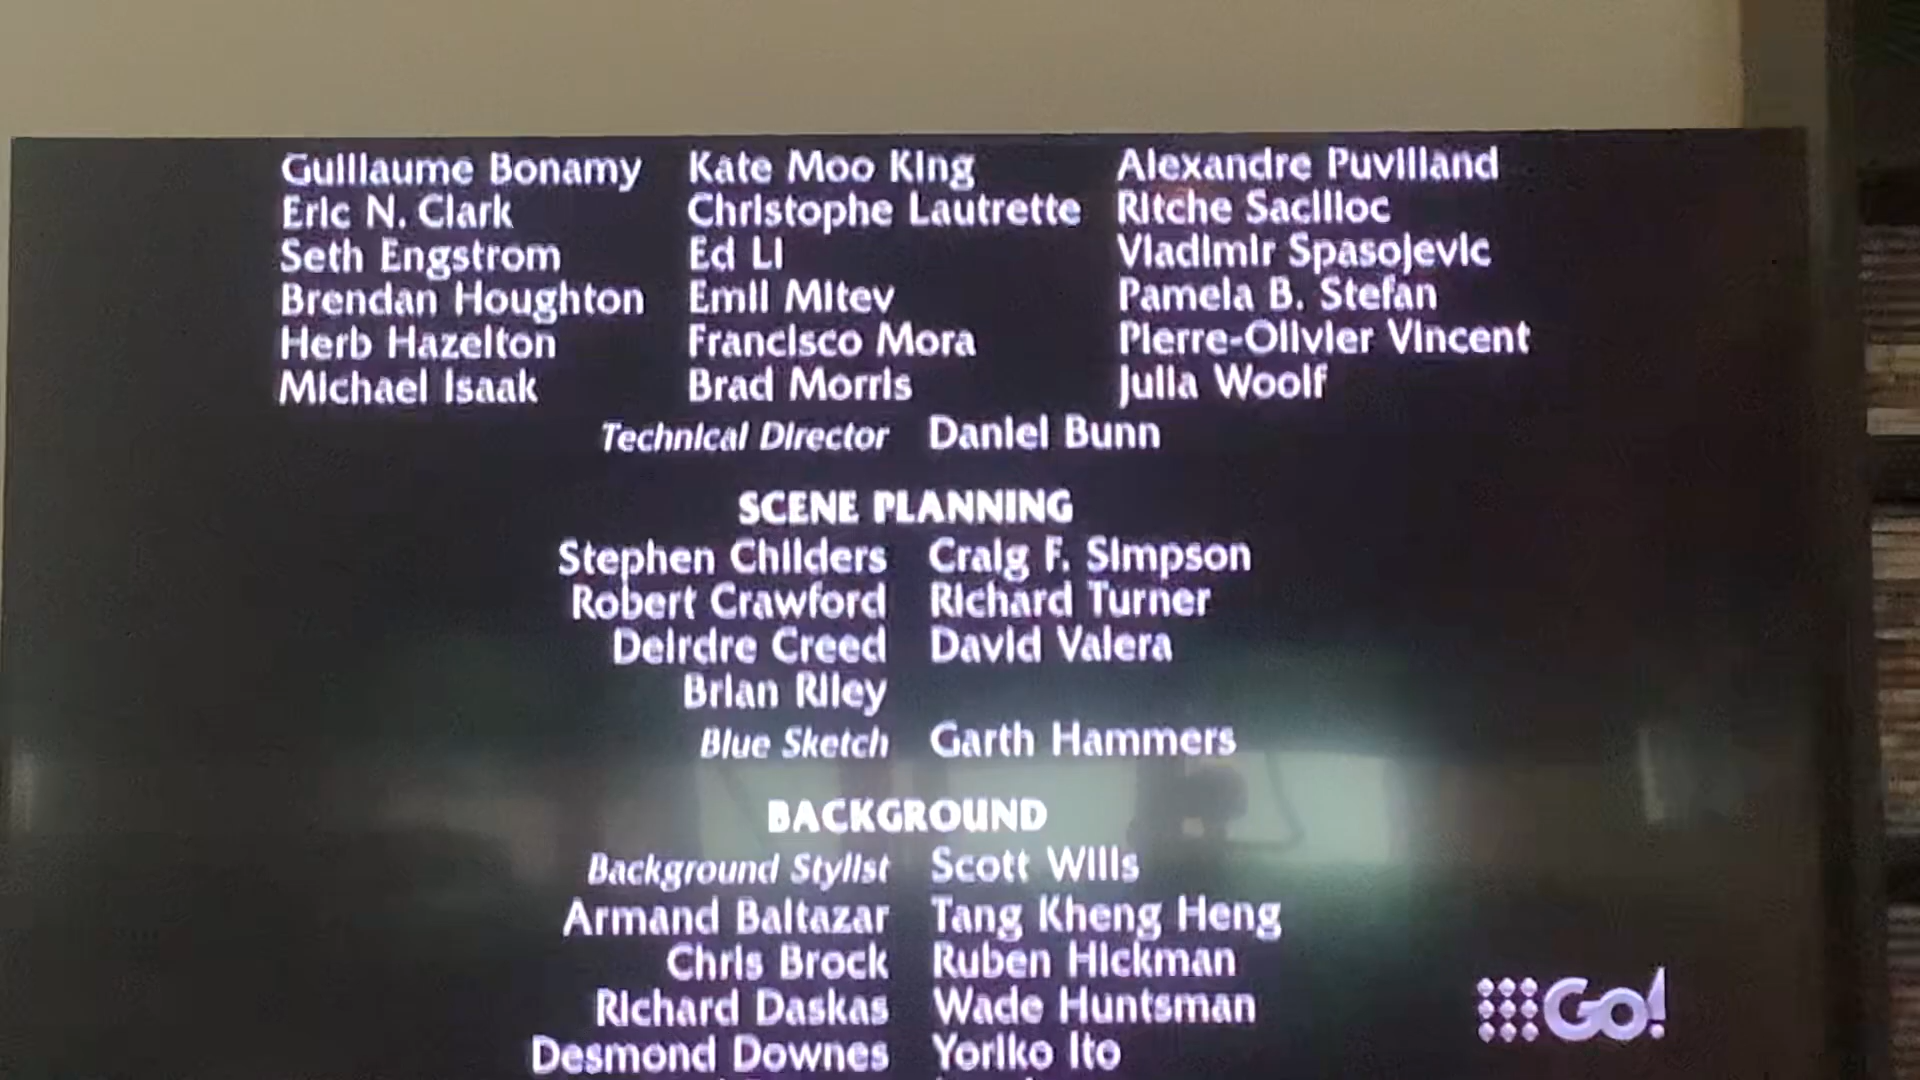 Guillaume Bonamy Kate Moo King Alexandre Puvilland
Eric N. Clark Christophe Lautrette Ritche Sacilioc
Seth Engstrom Ed Li Vladimir Spasojevic
Brendan Houghton Emil Mitev Pamela B. Stefan
Herb Hazelton Francisco Mora Pierre-Olivier Vincent
Michael Isaak Brad Morris Julia Woolf
Technical Director Daniel Bunn
SCENE PLANNING
Stephen Childers Craig F. Simpson
Robert Crawford Richard Turner
Deirdre Creed David Valera
Brian Riley
Blue Sketch Garth Hammers
BACKGROUND
Background Stylist Scott Wills
Armand Baltazar Tang Kheng Heng
Chris Brock Ruben Hickman
Richard Daskas Wade Huntsman
Desmond Downes Yoriko Ito
Go!